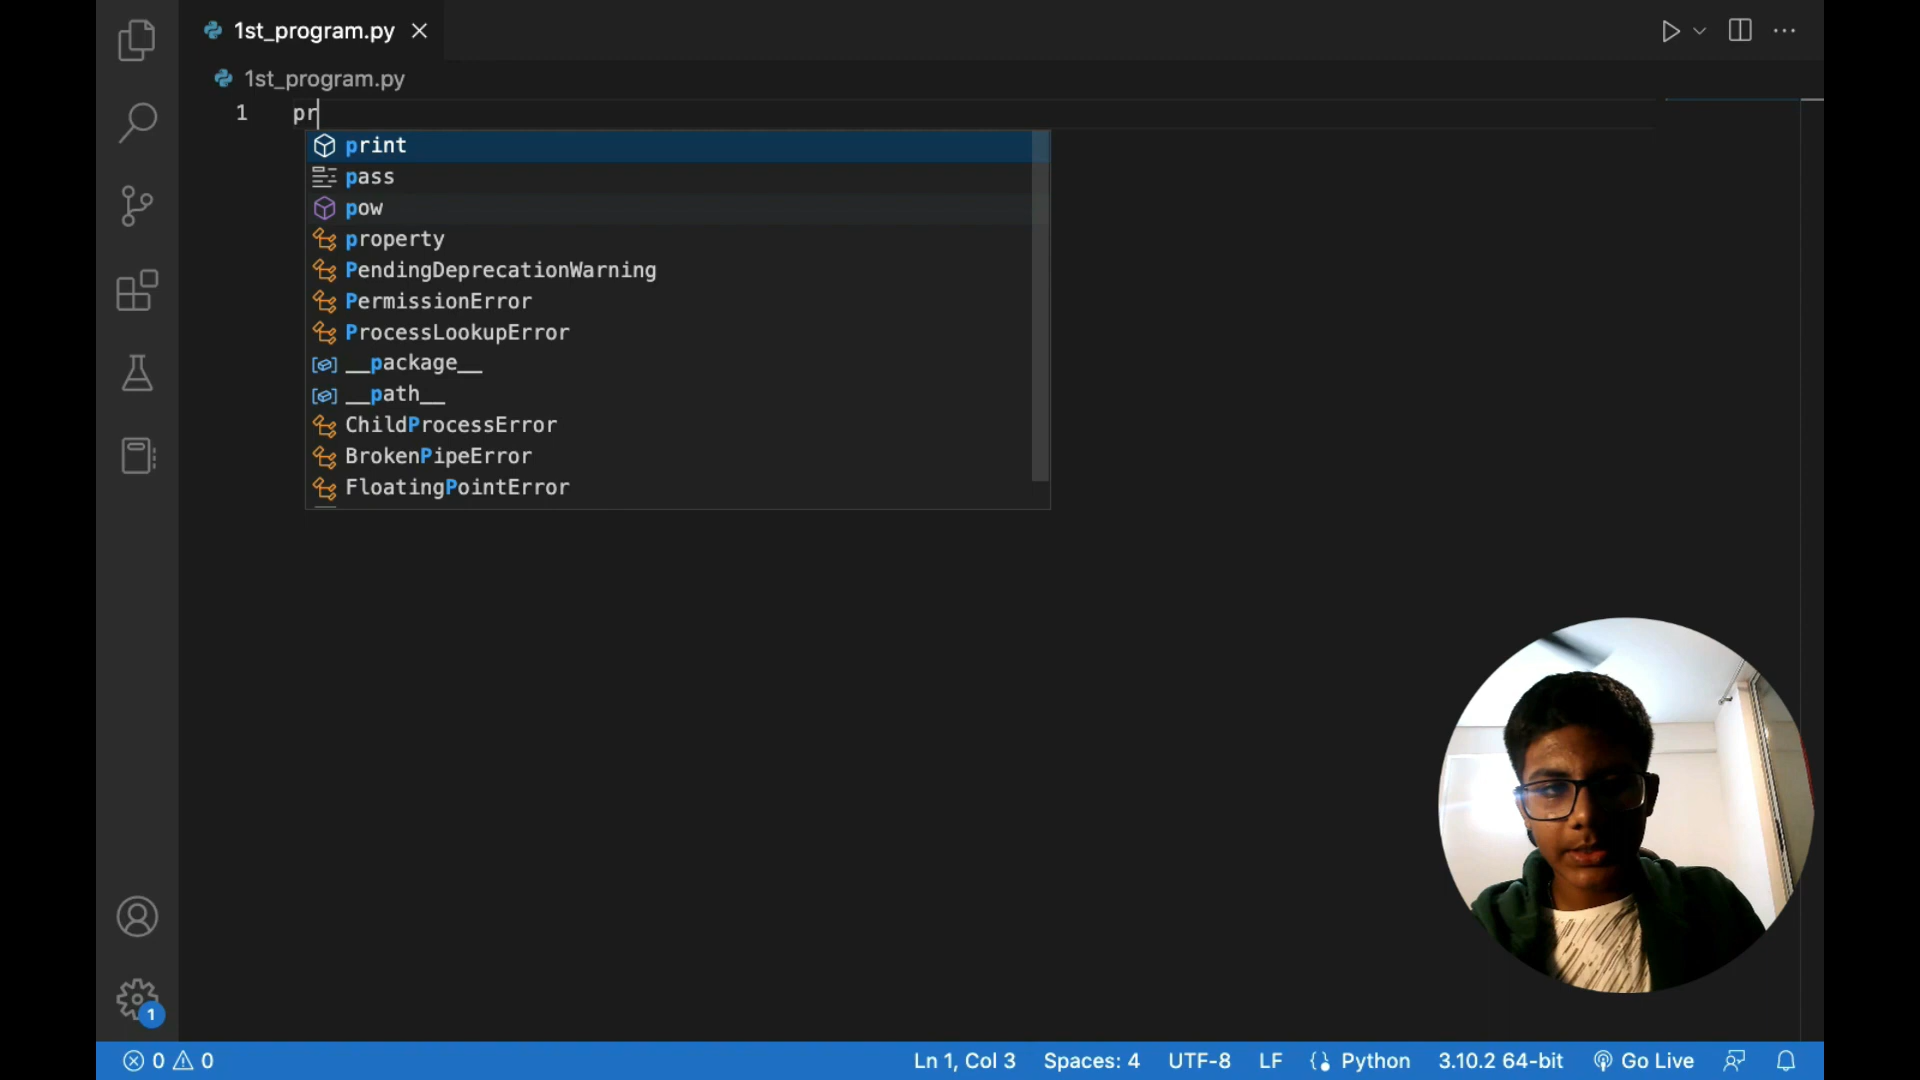 1st_program.py
1st_program.py
1 pr
print
pass
pow
property
PendingDeprecationWarning
PermissionError
ProcessLookupError
__package__
__path__
ChildProcessError
BrokenPipeError
FloatingPointError
1
0 0 Ln 1, Col 3 Spaces: 4 UTF-8 LF Python 3.10.2 64-bit Go Live